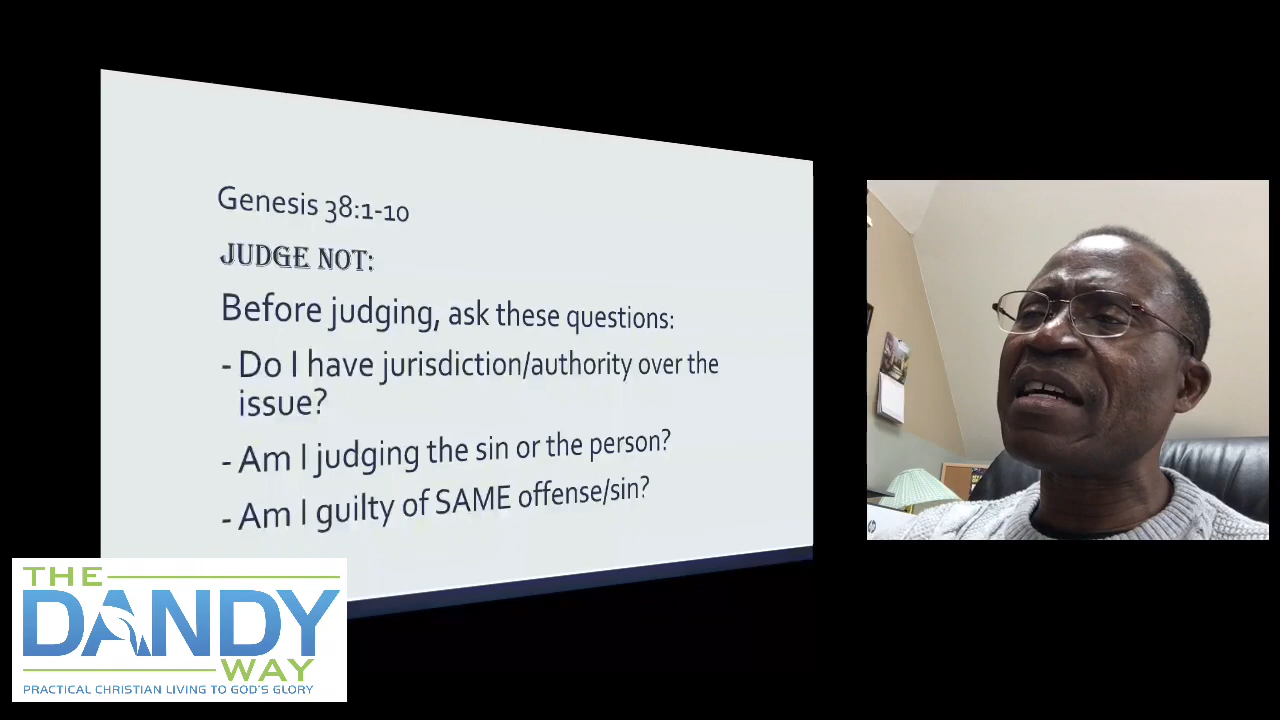 Genesis 38:1-10
JUDGE NOT:
Before judging, ask these questions:
- Do I have jurisdiction/authority over the
issue?
- Am I judging the sin or the person?
- Am I guilty of SAME offense/sin?
THE
DANDY
WAY
PRACTICAL CHRISTIAN LIVING TO GOD'S GLORY
hp